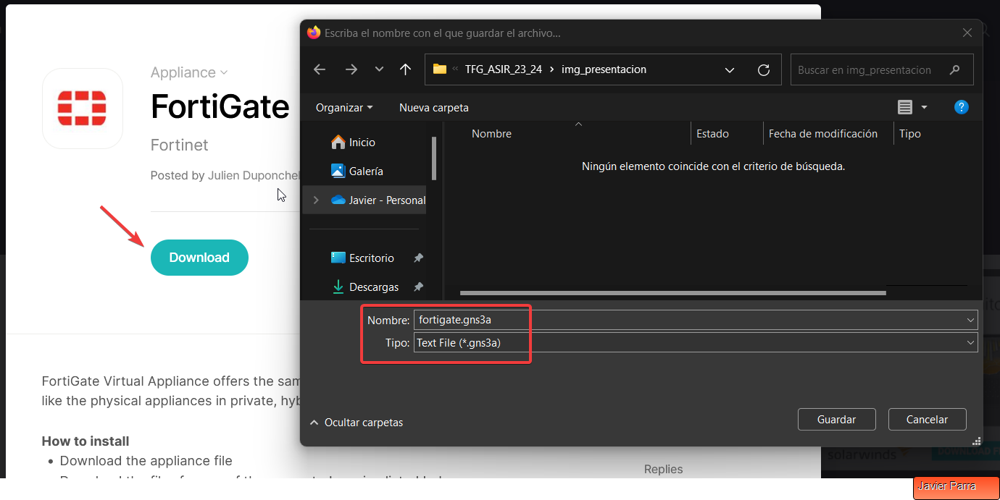 Escriba el nombre con el que guardar el archivo...
Appliance
FortiGate
Fortinet
Posted by Julien Duponchel
Download
FortiGate Virtual Appliance offers the
like the physical appliances in private,
How to install
Download the appliance file
TFG_ASIR_23_24 > img_presentacion
Buscar en img_presentacion
Organizar
Nueva carpeta
?
Nombre
Estado
Fecha de modificación
Tipo
Inicio
Galería
Javier - Personal
Escritorio
Descargas
Ningún elemento coincide con el criterio de búsqueda.
Nombre: fortigate.gns3a
Tipo: Text File (*.gns3a)
Ocultar carpetas
Guardar
Cancelar
Replies
solarwinds
DOWNLOAD
Javier Parra